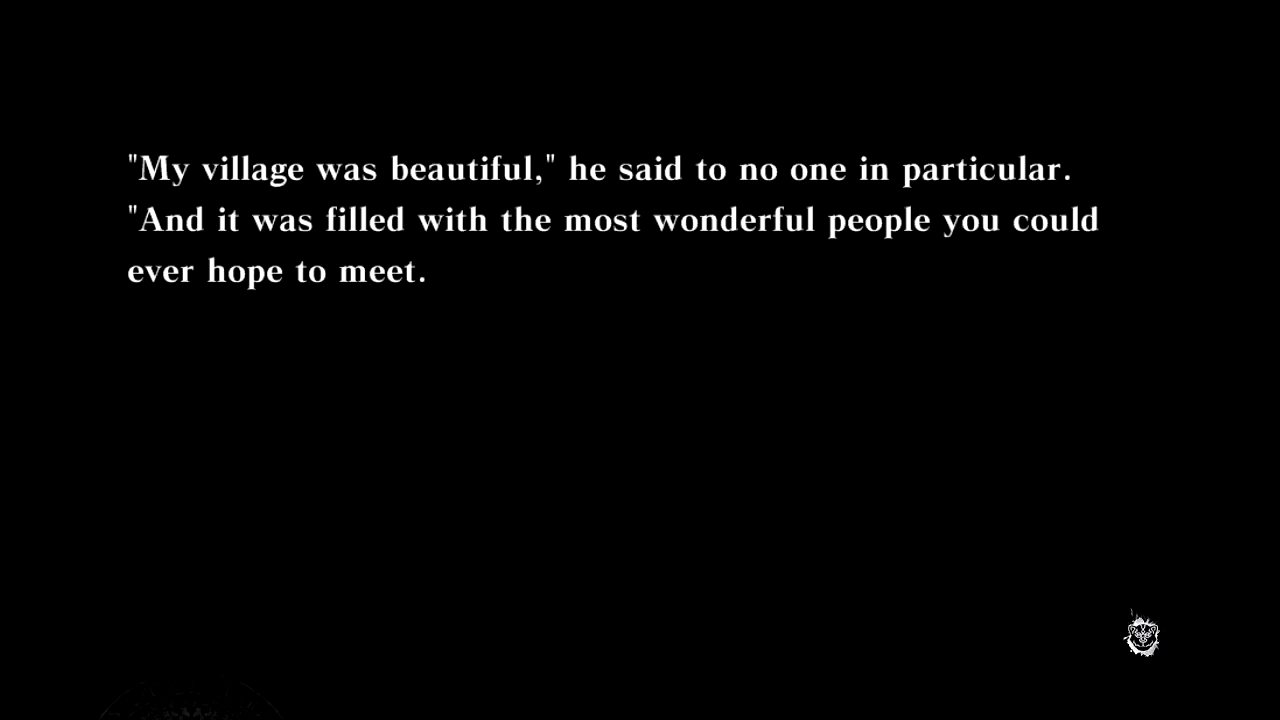 "My village was beautiful," he said to no one in particular.
"And it was filled with the most wonderful people you could
ever hope to meet.